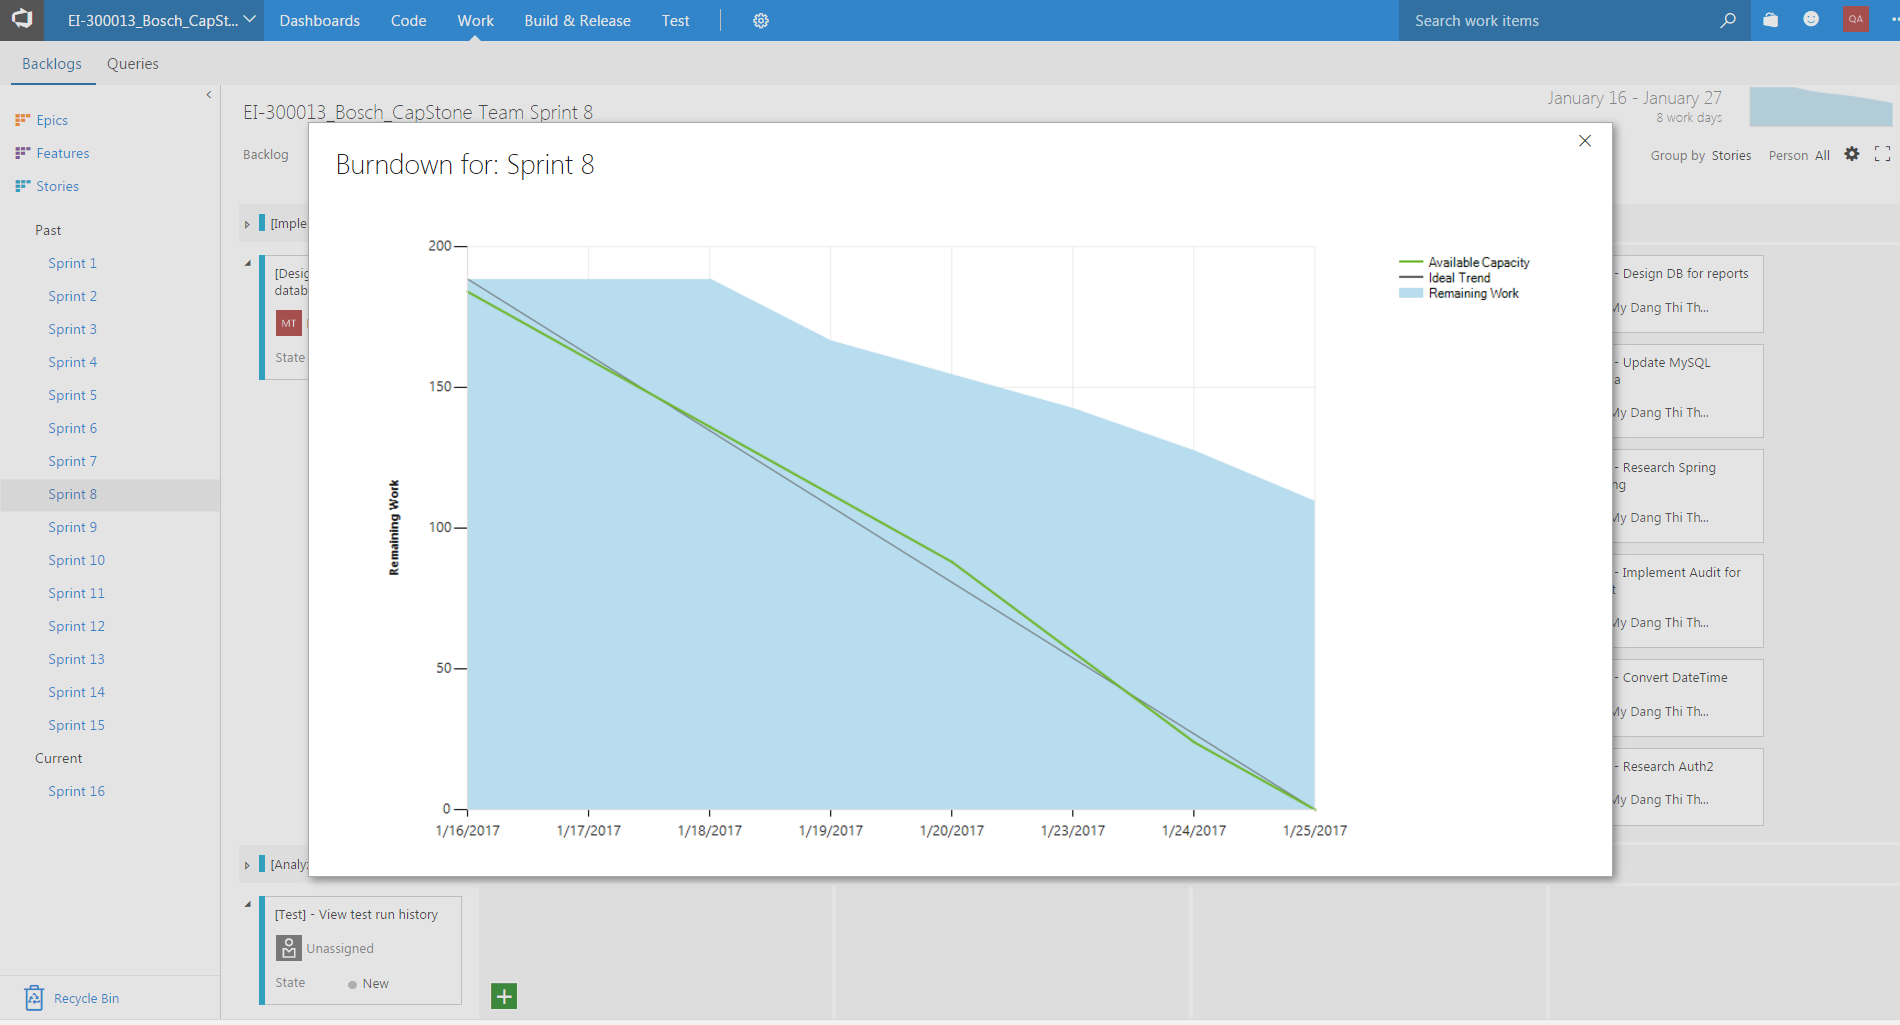 EI-300013_Bosch_CapSt...
Dashboards
Code
Work
Build & Release
Test
Search work items
QA
Backlogs
Queries
Epics
Features
Stories
Past
Sprint 1
Sprint 2
Sprint 3
Sprint 4
Sprint 5
Sprint 6
Sprint 7
Sprint 8
Sprint 9
Sprint 10
Sprint 11
Sprint 12
Sprint 13
Sprint 14
Sprint 15
Current
Sprint 16
Recycle Bin
EI-300013_Bosch_CapStone Team Sprint 8
January 16 - January 27
8 work days
Backlog
Group by Stories
Person All
[Imple
[Desig
datab
MT
State
Burndown for: Sprint 8
Available Capacity
Ideal Trend
Remaining Work
Remaining Work
200
150
100
50
0
1/16/2017
1/17/2017
1/18/2017
1/19/2017
1/20/2017
1/23/2017
1/24/2017
1/25/2017
- Design DB for reports
My Dang Thi Th...
- Update MySQL
a
My Dang Thi Th...
- Research Spring
ng
My Dang Thi Th...
- Implement Audit for
t
My Dang Thi Th...
- Convert DateTime
My Dang Thi Th...
- Research Auth2
My Dang Thi Th...
[Analy
[Test] - View test run history
Unassigned
State
New